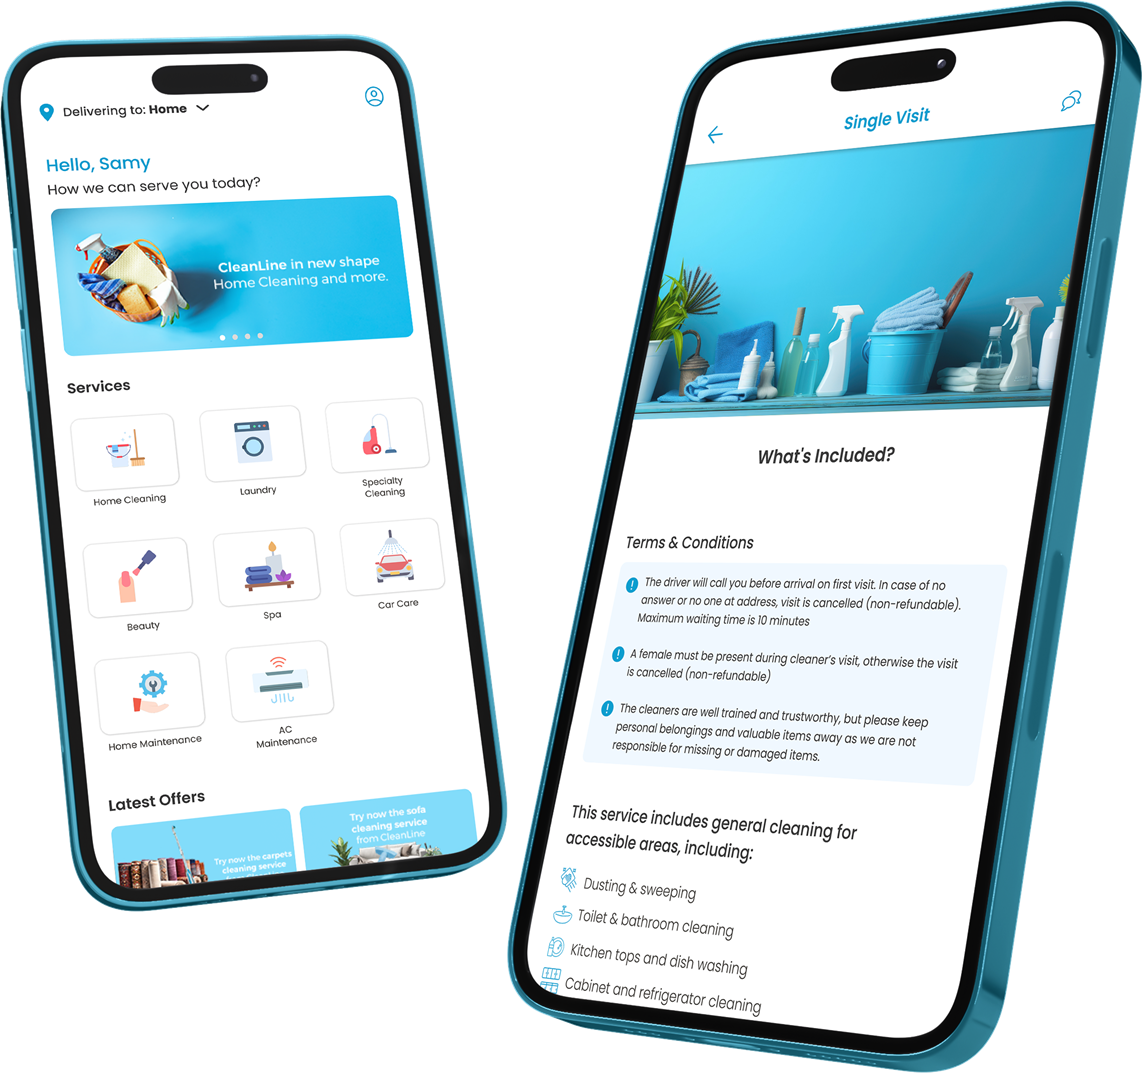 Delivering to: Home
Hello, Samy
How we can serve you today?
CleanLine in new shape
Home Cleaning and more.
Services
Home Cleaning
Laundry
Specialty
Cleaning
Beauty
Spa
Car Care
Home Maintenance
AC
Maintenance
Latest Offers
Try now the carpets
cleaning service
Try now the sofa
cleaning service
from CleanLine
Single Visit
What's Included?
Terms & Conditions
The driver will call you before arrival on first visit. In case of no
answer or no one at address, visit is cancelled (non-refundable).
Maximum waiting time is 10 minutes
A female must be present during cleaner's visit, otherwise the visit
is cancelled (non-refundable)
The cleaners are well trained and trustworthy, but please keep
personal belongings and valuable items away as we are not
responsible for missing or damaged items.
This service includes general cleaning for
accessible areas, including:
Dusting & sweeping
Toilet & bathroom cleaning
Kitchen tops and dish washing
Cabinet and refrigerator cleaning